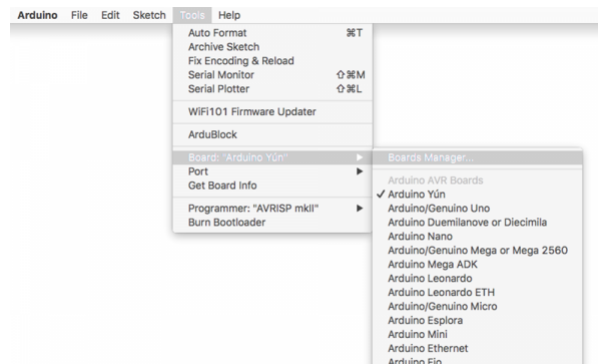 Arduino File Edit Sketch Tools Help
Auto Format ⌘T
Archive Sketch
Fix Encoding & Reload
Serial Monitor ⇧⌘M
Serial Plotter ⇧⌘L
WiFi101 Firmware Updater
ArduBlock
Board: "Arduino Yún" ▶
Port ▶
Get Board Info
Programmer: "AVRISP mkII" ▶
Burn Bootloader
Boards Manager...
Arduino AVR Boards
✓ Arduino Yún
Arduino/Genuino Uno
Arduino Duemilanove or Diecimila
Arduino Nano
Arduino/Genuino Mega or Mega 2560
Arduino Mega ADK
Arduino Leonardo
Arduino Leonardo ETH
Arduino/Genuino Micro
Arduino Esplora
Arduino Mini
Arduino Ethernet
Arduino Fio